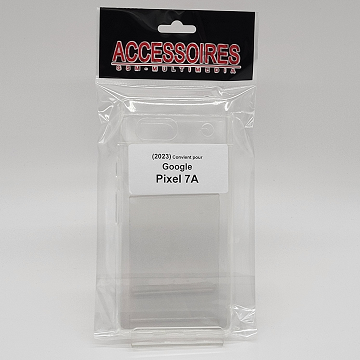 ACCESSOIRES
GSM-MULTIMEDIA
(2023) Convient pour
Google
Pixel 7A